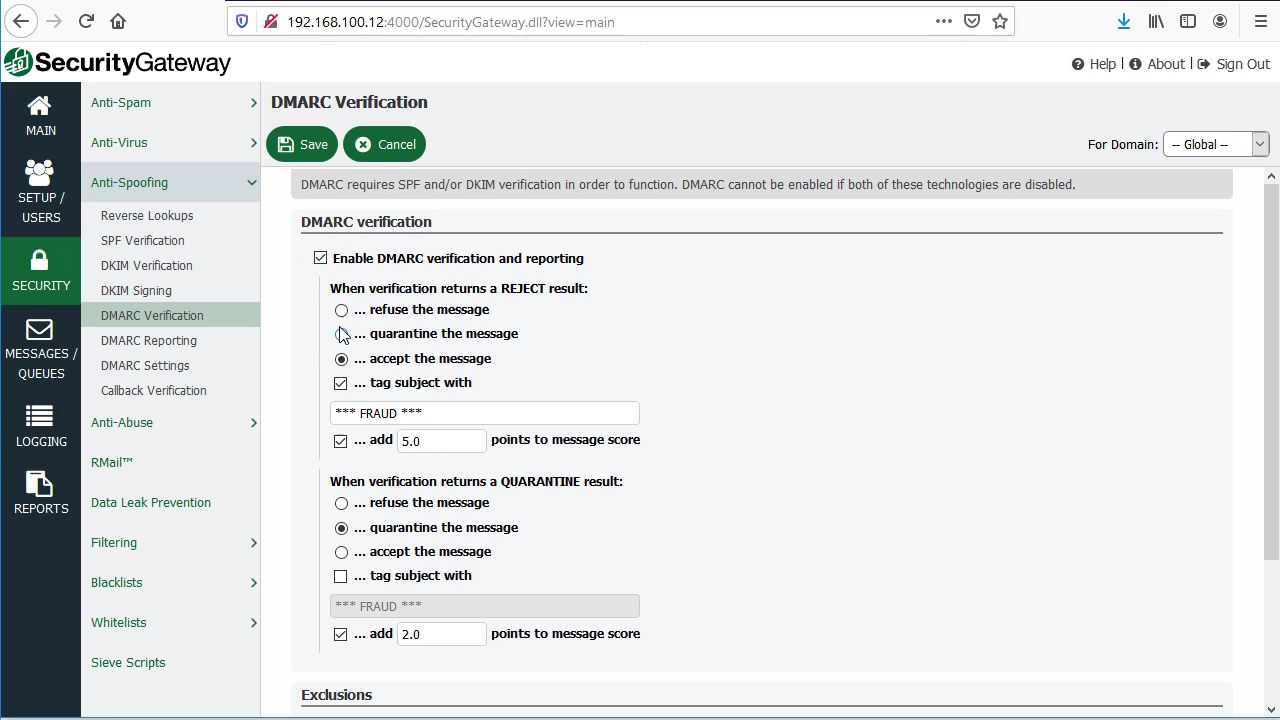 192.168.100.12:4000/SecurityGateway.dll?view=main
SecurityGateway
Help | About | Sign Out
MAIN
SETUP / USERS
SECURITY
MESSAGES / QUEUES
LOGGING
REPORTS
Anti-Spam
Anti-Virus
Anti-Spoofing
Reverse Lookups
SPF Verification
DKIM Verification
DKIM Signing
DMARC Verification
DMARC Reporting
DMARC Settings
Callback Verification
Anti-Abuse
RMail™
Data Leak Prevention
Filtering
Blacklists
Whitelists
Sieve Scripts
DMARC Verification
Save Cancel
For Domain: -- Global --
DMARC requires SPF and/or DKIM verification in order to function. DMARC cannot be enabled if both of these technologies are disabled.
DMARC verification
Enable DMARC verification and reporting
When verification returns a REJECT result:
... refuse the message
... quarantine the message
... accept the message
... tag subject with
*** FRAUD ***
... add 5.0 points to message score
When verification returns a QUARANTINE result:
... refuse the message
... quarantine the message
... accept the message
... tag subject with
*** FRAUD ***
... add 2.0 points to message score
Exclusions